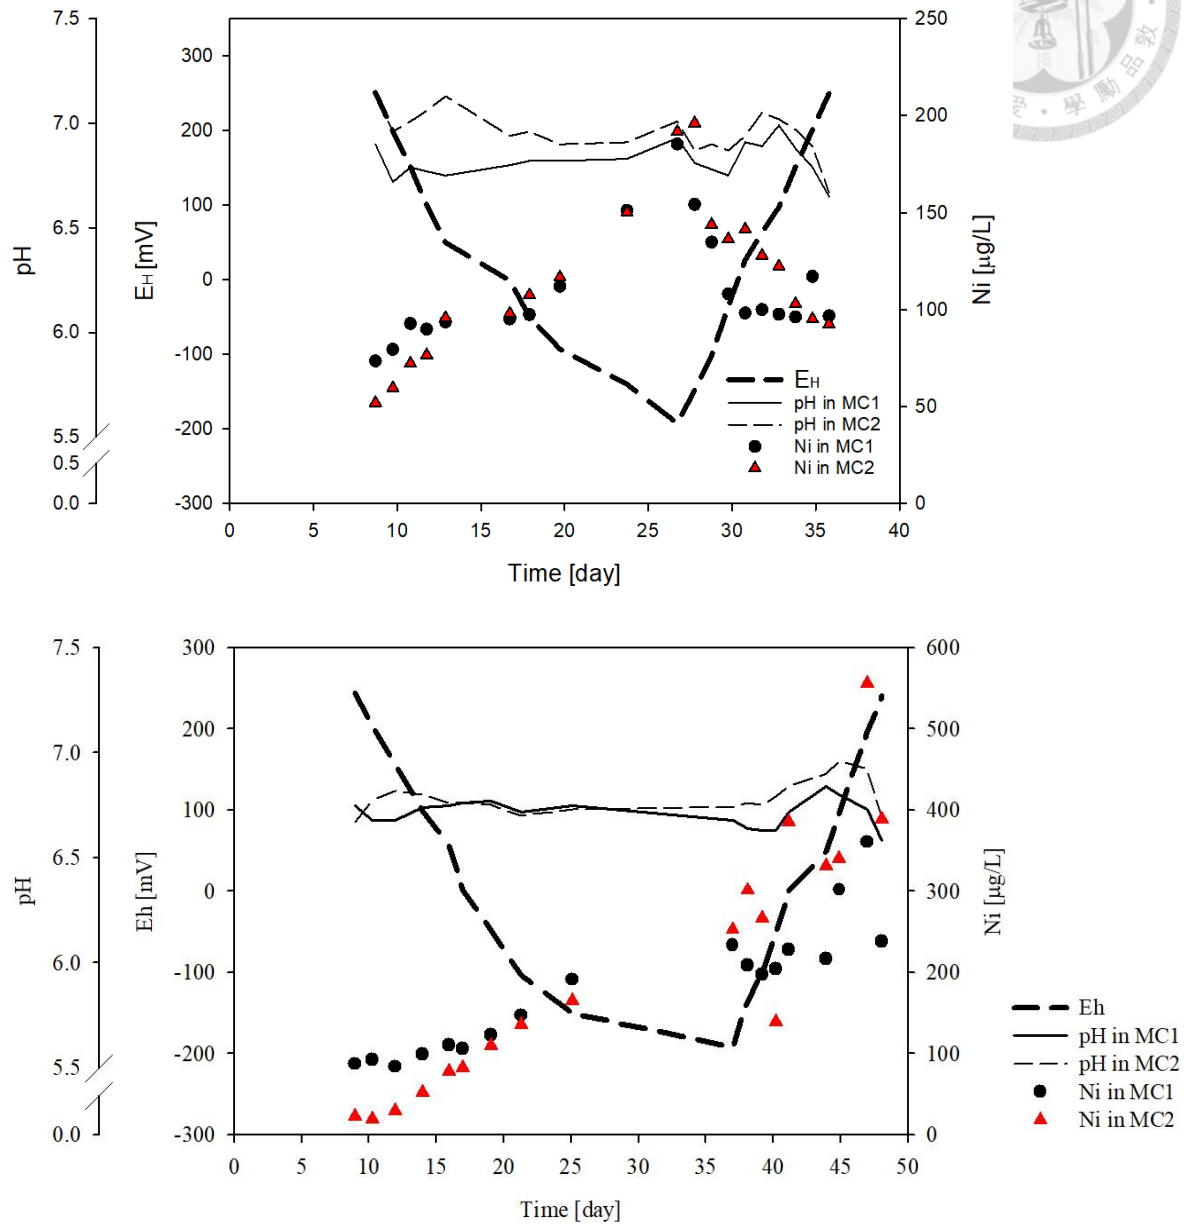 7.5
7.0
6.5
6.0
5.5
0.5
0.0
pH
300
200
100
0
-100
-200
-300
EH [mV]
250
200
150
100
50
0
Ni [µg/L]
EH
pH in MC1
pH in MC2
Ni in MC1
Ni in MC2
0 5 10 15 20 25 30 35 40
Time [day]
品 敦
學 勵
愛
7.5
7.0
6.5
6.0
5.5
0.0
pH
300
200
100
0
-100
-200
-300
Eh [mV]
600
500
400
300
200
100
0
Ni [µg/L]
Eh
pH in MC1
pH in MC2
Ni in MC1
Ni in MC2
0 5 10 15 20 25 30 35 40 45 50
Time [day]